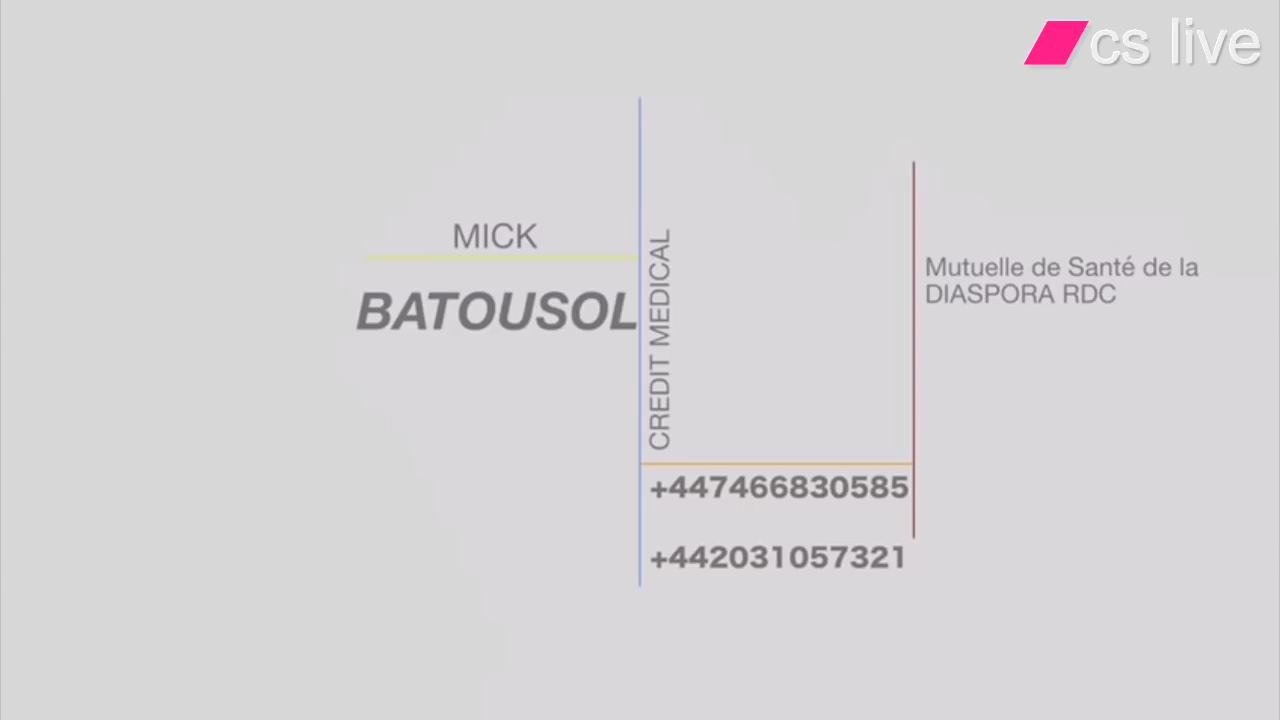 cs live
MICK
BATOUSOL
CREDIT MEDICAL
Mutuelle de Santé de la
DIASPORA RDC
+447466830585
+442031057321